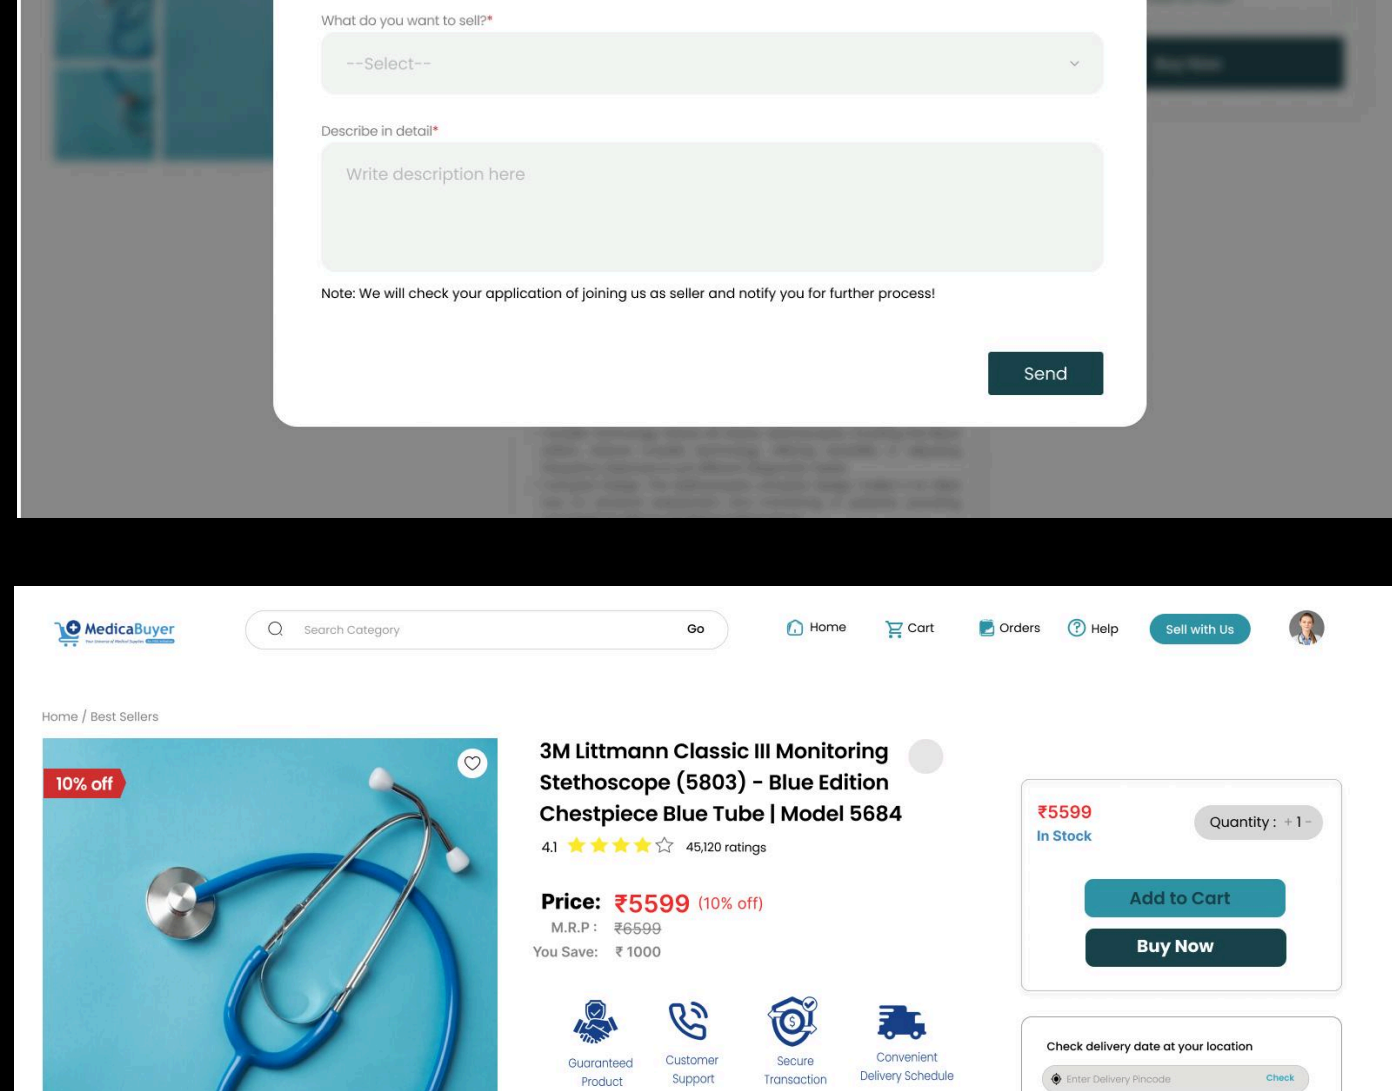 What do you want to sell?*
--Select--
Buy Now
Describe in detail*
Write description here
Note: We will check your application of joining us as seller and notify you for further process!
Send
MedicaBuyer
Search Category
Go
Home
Cart
Orders
Help
Sell with Us
Home / Best Sellers
10% off
3M Littmann Classic III Monitoring
Stethoscope (5803) - Blue Edition
Chestpiece Blue Tube | Model 5684
4.1
45,120 ratings
Price: ₹5599 (10% off)
M.R.P : ₹6599
You Save: ₹ 1000
Guaranteed
Product
Customer
Support
Secure
Transaction
Convenient
Delivery Schedule
₹5599
In Stock
Quantity : + 1 -
Add to Cart
Buy Now
Check delivery date at your location
Enter Delivery Pincode
Check